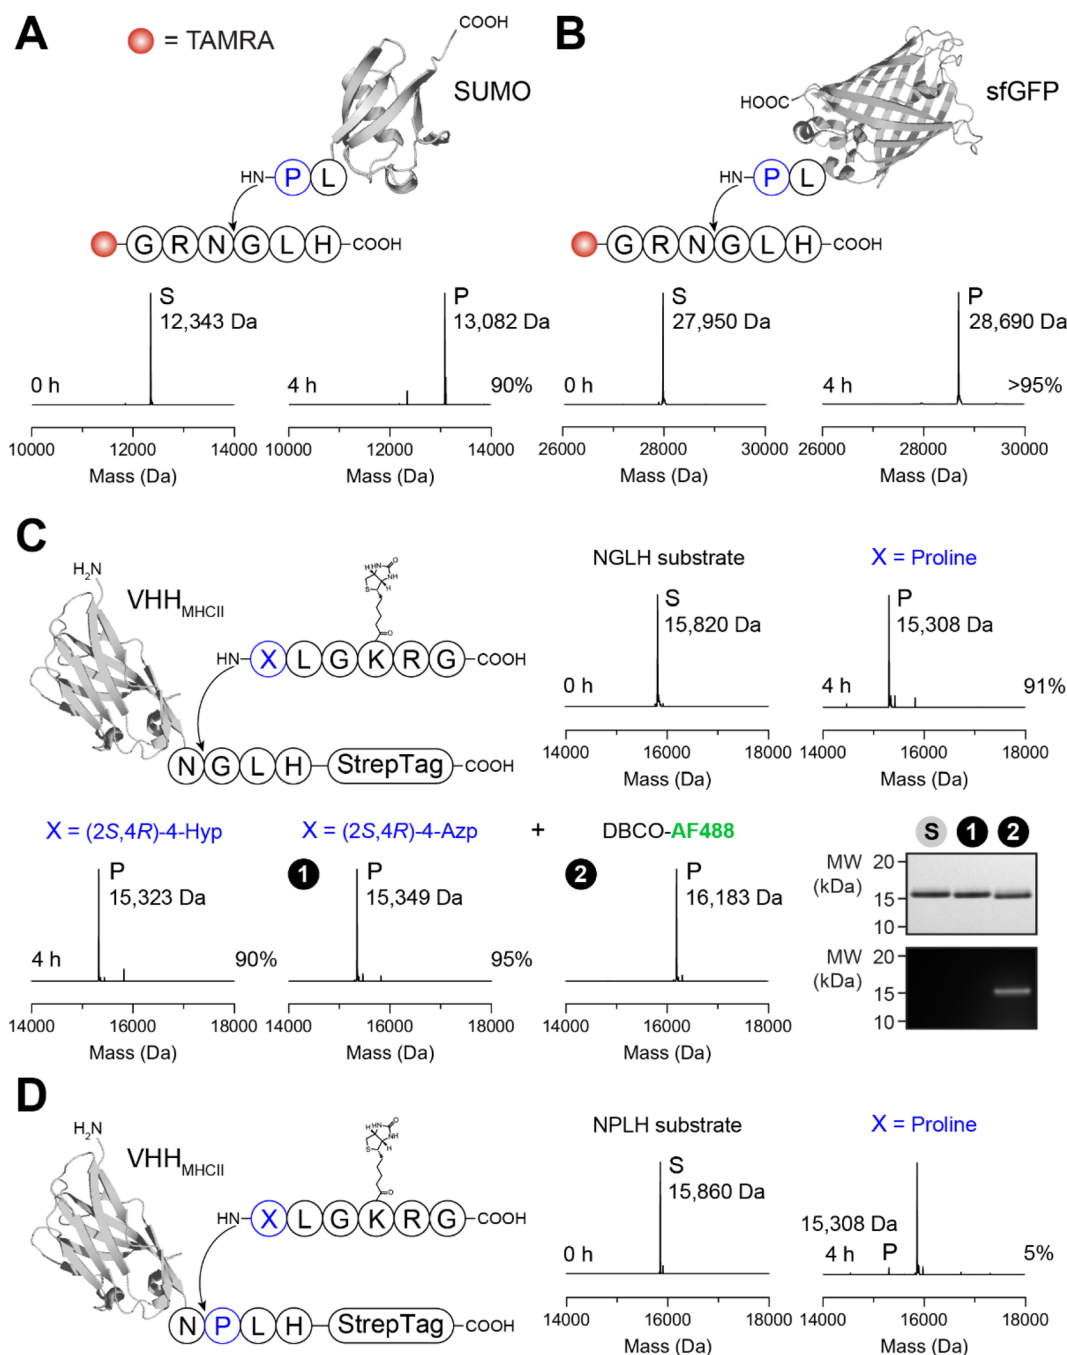 A
= TAMRA
COOH
SUMO
HN
P
L
G
R
N
G
L
H
COOH
S
12,343 Da
0 h
P
13,082 Da
4 h
90%
10000 12000 14000
Mass (Da)
10000 12000 14000
Mass (Da)
B
HOOC
sfGFP
HN
P
L
G
R
N
G
L
H
COOH
S
27,950 Da
0 h
P
28,690 Da
4 h
>95%
26000 28000 30000
Mass (Da)
26000 28000 30000
Mass (Da)
C
H2N
VHHMHCII
HN
X
L
G
K
R
G
COOH
N
G
L
H
StrepTag
COOH
NGLH substrate
S
15,820 Da
0 h
14000 16000 18000
Mass (Da)
X = Proline
P
15,308 Da
4 h
91%
14000 16000 18000
Mass (Da)
X = (2S,4R)-4-Hyp
P
15,323 Da
4 h
90%
14000 16000 18000
Mass (Da)
X = (2S,4R)-4-Azp
1
P
15,349 Da
95%
14000 16000 18000
Mass (Da)
+
DBCO-AF488
2
P
16,183 Da
14000 16000 18000
Mass (Da)
S 1 2
MW
(kDa)
20
15
10
MW
(kDa)
20
15
10
D
H2N
VHHMHCII
HN
X
L
G
K
R
G
COOH
N
P
L
H
StrepTag
COOH
NPLH substrate
S
15,860 Da
0 h
14000 16000 18000
Mass (Da)
X = Proline
15,308 Da
4 h
P
5%
14000 16000 18000
Mass (Da)